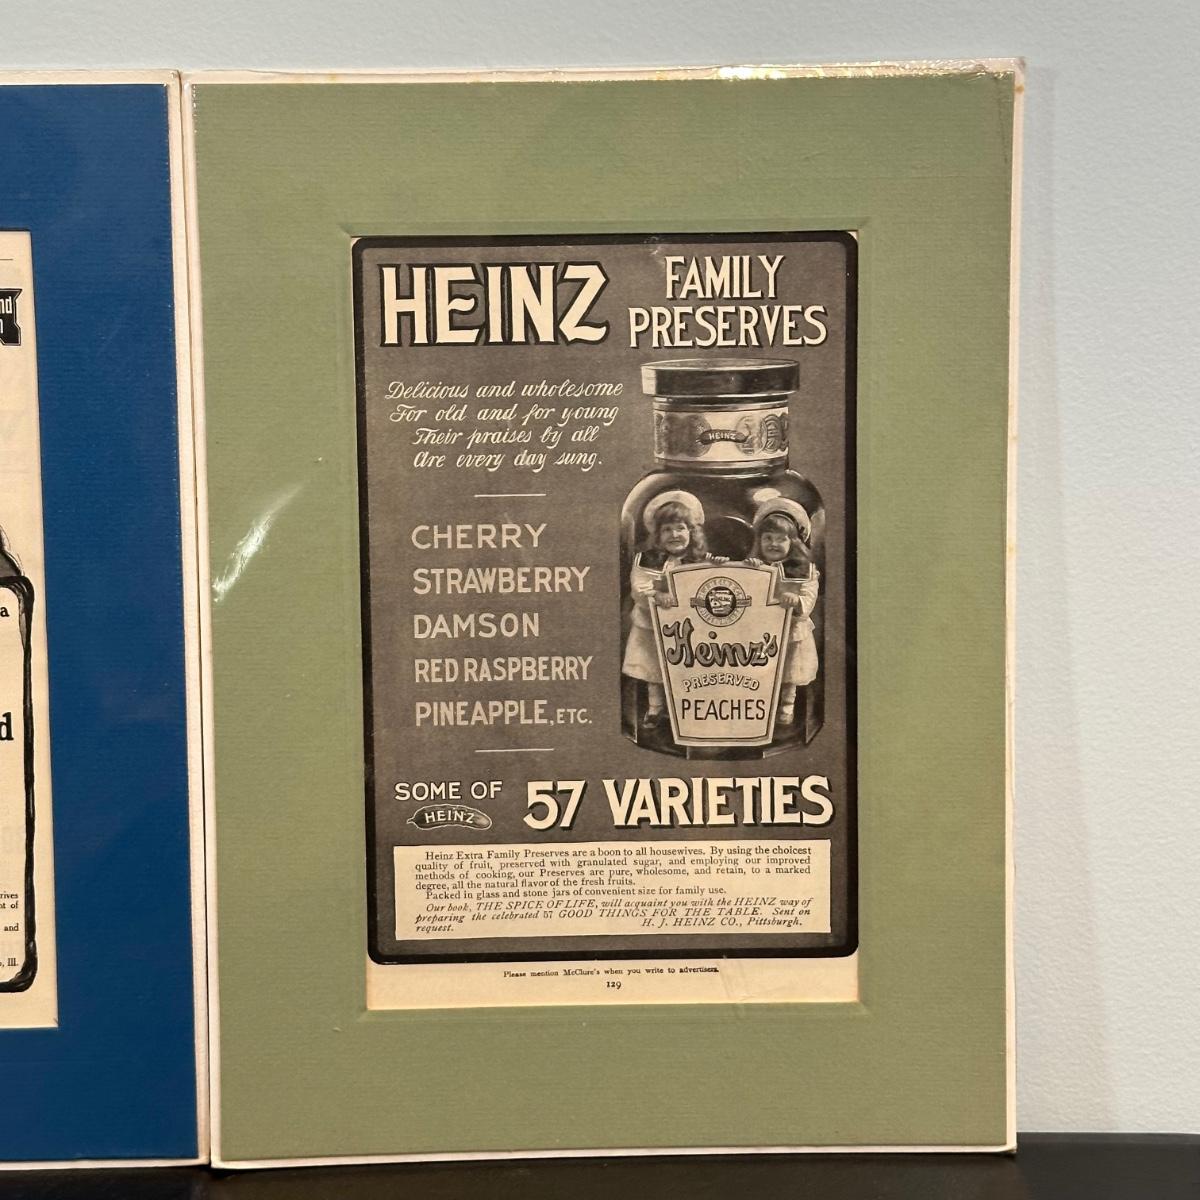 HEINZ
FAMILY
PRESERVES
Delicious and wholesome
For old and for young
Their praises by all
Are every day sung.
CHERRY
STRAWBERRY
DAMSON
RED RASPBERRY
PINEAPPLE, ETC.
HEINZ
Heinz's
PRESERVED
PEACHES
SOME OF
HEINZ
57 VARIETIES
Heinz Extra Family Preserves are a boon to all housewives. By using the choicest
quality of fruit, preserved with granulated sugar, and employing our improved
methods of cooking, our Preserves are pure, wholesome, and retain, to a marked
degree, all the natural flavor of the fresh fruits.
Packed in glass and stone jars of convenient size for family use.
Our book, THE SPICE OF LIFE, will acquaint you with the HEINZ way of
preparing the celebrated 57 GOOD THINGS FOR THE TABLE. Sent on
request. H. J. HEINZ CO., Pittsburgh.
Please mention McClure's when you write to advertisers.
129
nd
a
d
rives
nt of
and
, Ill.